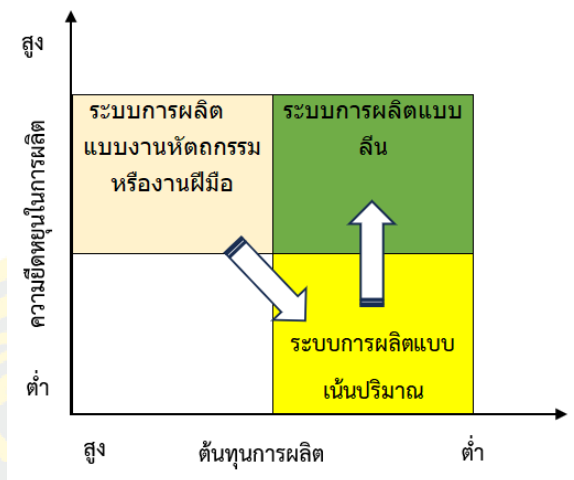 สูง
ความยืดหยุ่นในการผลิต
ต่ำ
ระบบการผลิต
แบบงานหัตถกรรม
หรืองานฝีมือ
ระบบการผลิตแบบ
ลีน
ระบบการผลิตแบบ
เน้นปริมาณ
สูง
ต้นทุนการผลิต
ต่ำ